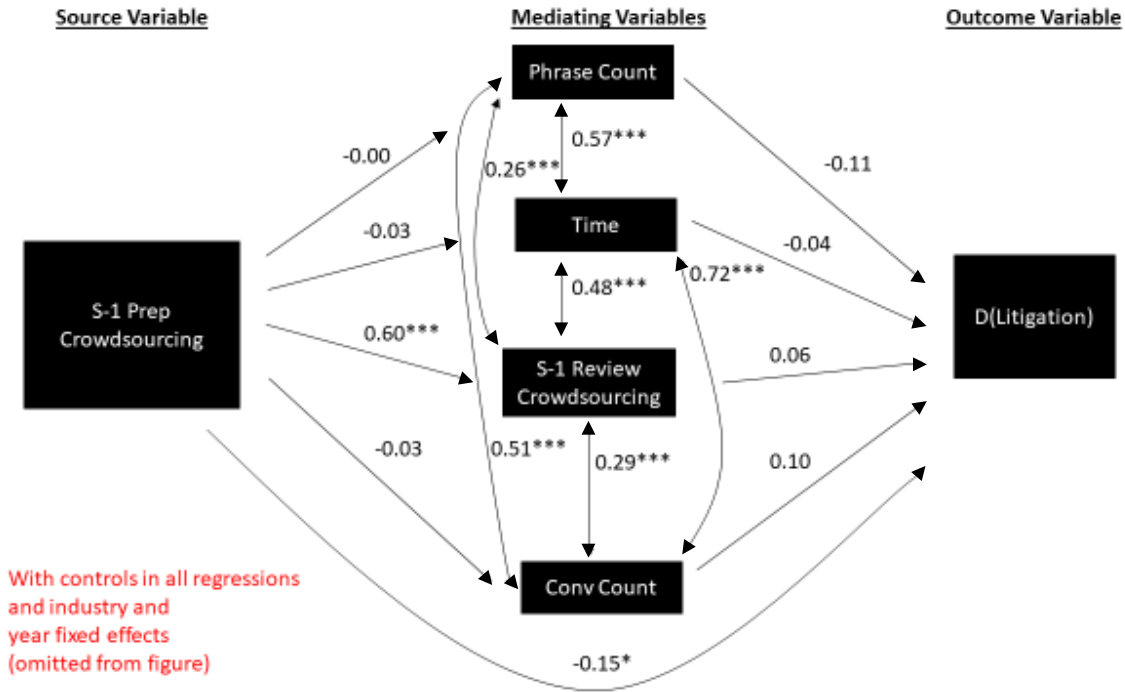 Source Variable
Mediating Variables
Outcome Variable
Phrase Count
0.57***
-0.00
0.26***
-0.11
Time
-0.03
-0.04
0.72***
0.48***
S-1 Prep
Crowdsourcing
D(Litigation)
0.60***
0.06
S-1 Review
Crowdsourcing
-0.03
0.51***
0.29***
0.10
Conv Count
With controls in all regressions
and industry and
year fixed effects
(omitted from figure)
-0.15*